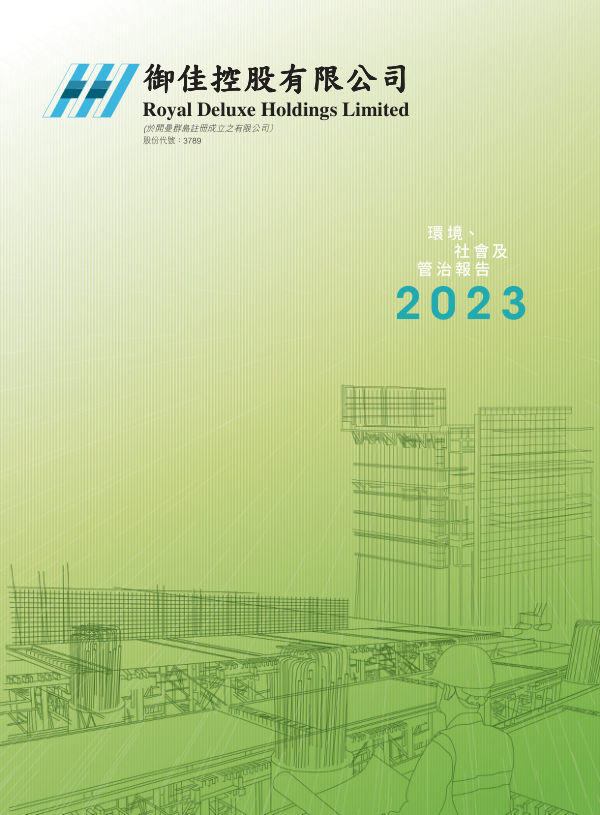 御佳控股有限公司
Royal Deluxe Holdings Limited
(於開曼群島註冊成立之有限公司)
股份代號：3789
環境、
社會及
管治報告
2023